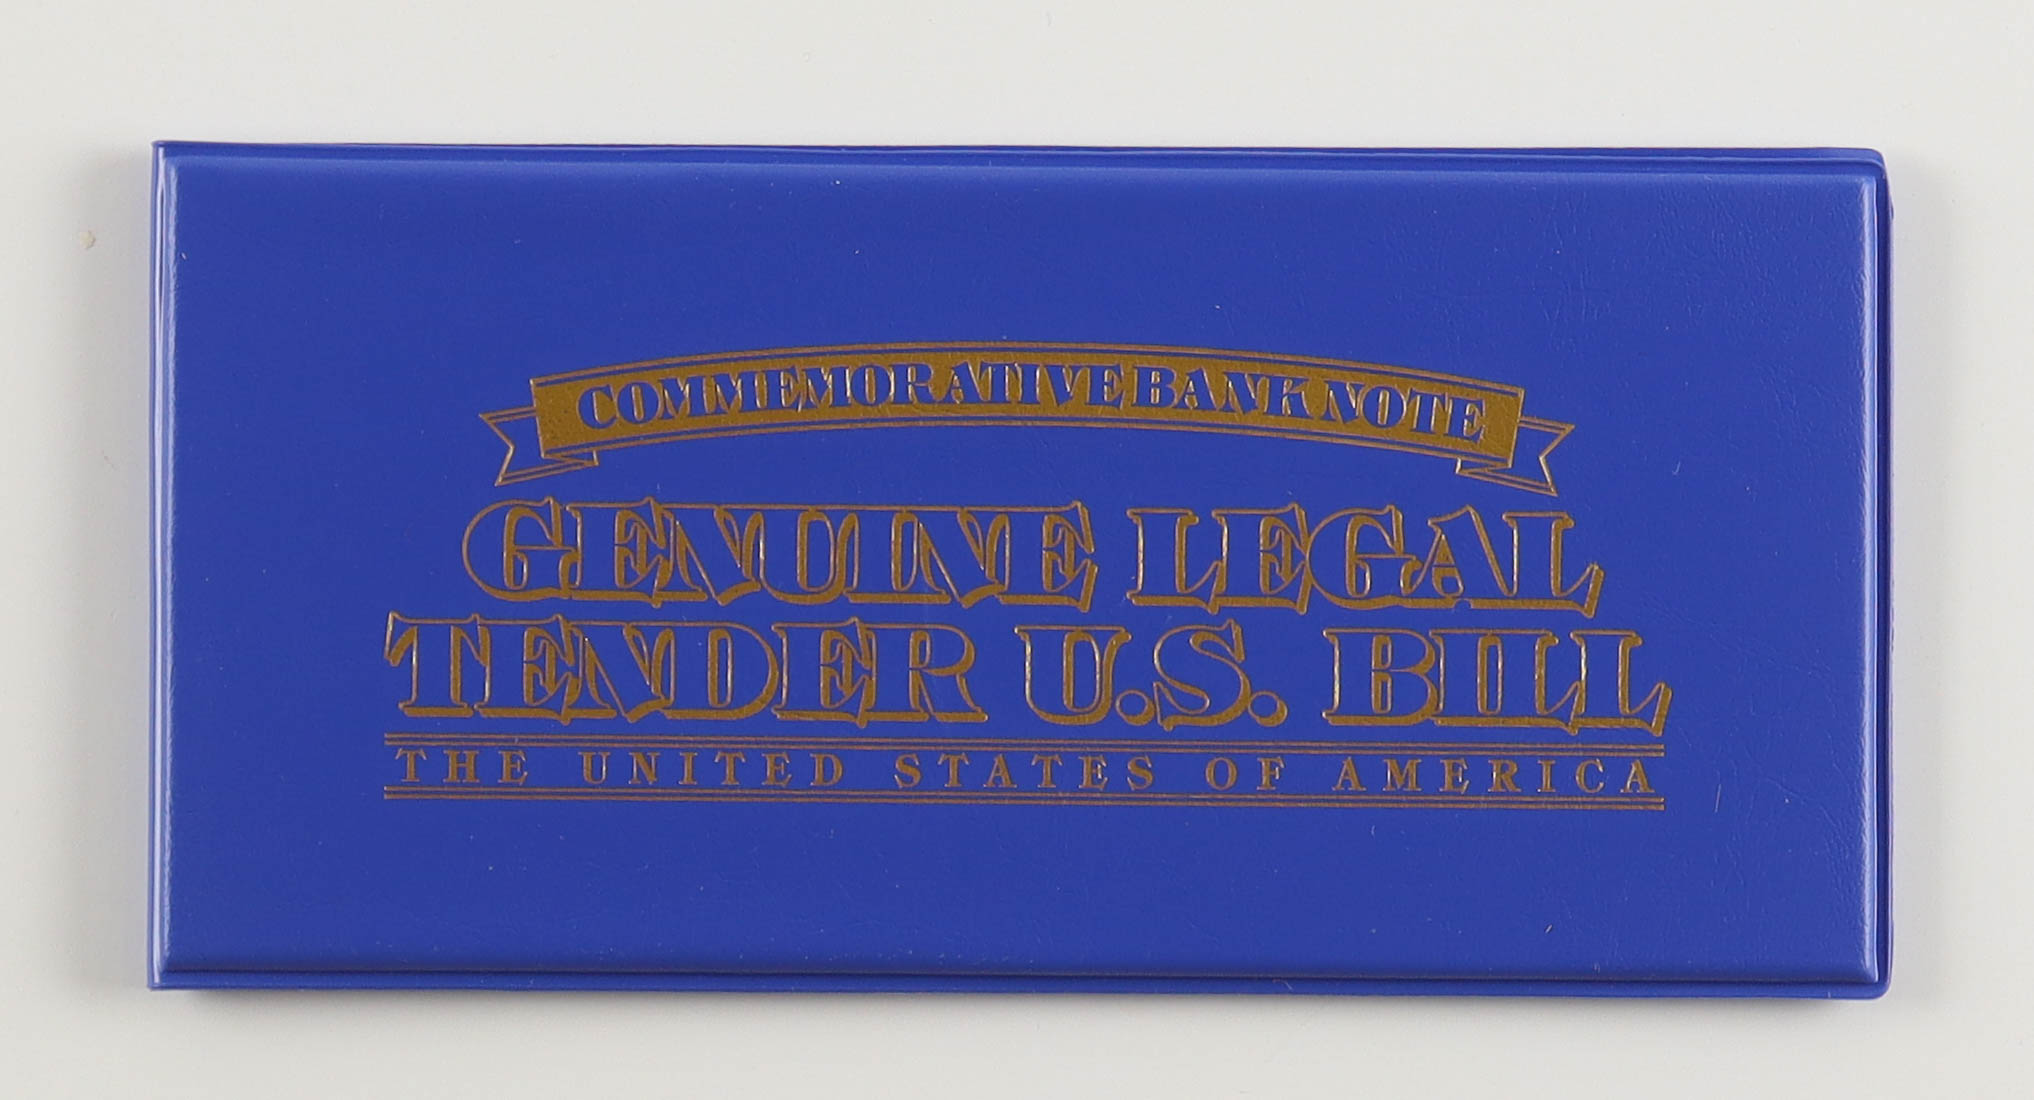 COMMEMORATIVE BANK NOTE
GENUINE LEGAL
TENDER U.S. BILL
THE UNITED STATES OF AMERICA